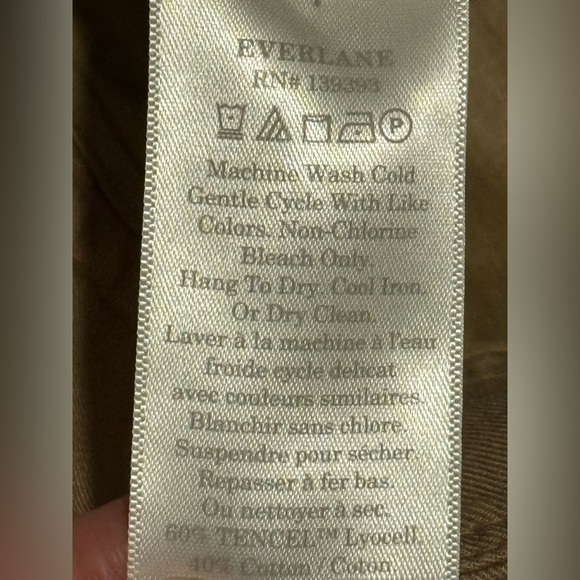 EVERLANE
RN# 139393
P
Machine Wash Cold
Gentle Cycle With Like
Colors. Non-Chlorine
Bleach Only.
Hang To Dry. Cool Iron.
Or Dry Clean.
Laver à la machine à l'eau
froide cycle délicat
avec couleurs similaires.
Blanchir sans chlore.
Suspendre pour sécher.
Repasser à fer bas.
Ou nettoyer à sec.
60% TENCEL™ Lyocell.
40% Cotton / Coton.